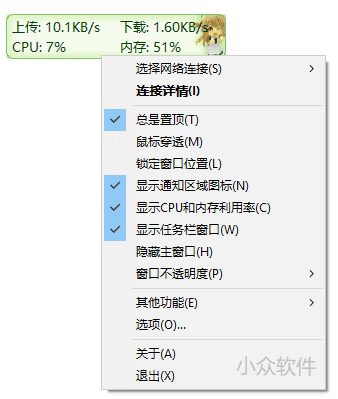 上传: 10.1KB/s 下载: 1.60KB/s
CPU: 7% 内存: 51%
选择网络连接(S)
连接详情(I)
总是置顶(T)
鼠标穿透(M)
锁定窗口位置(L)
显示通知区域图标(N)
显示CPU和内存利用率(C)
显示任务栏窗口(W)
隐藏主窗口(H)
窗口不透明度(P)
其他功能(E)
选项(O)...
关于(A)
退出(X)
小众软件